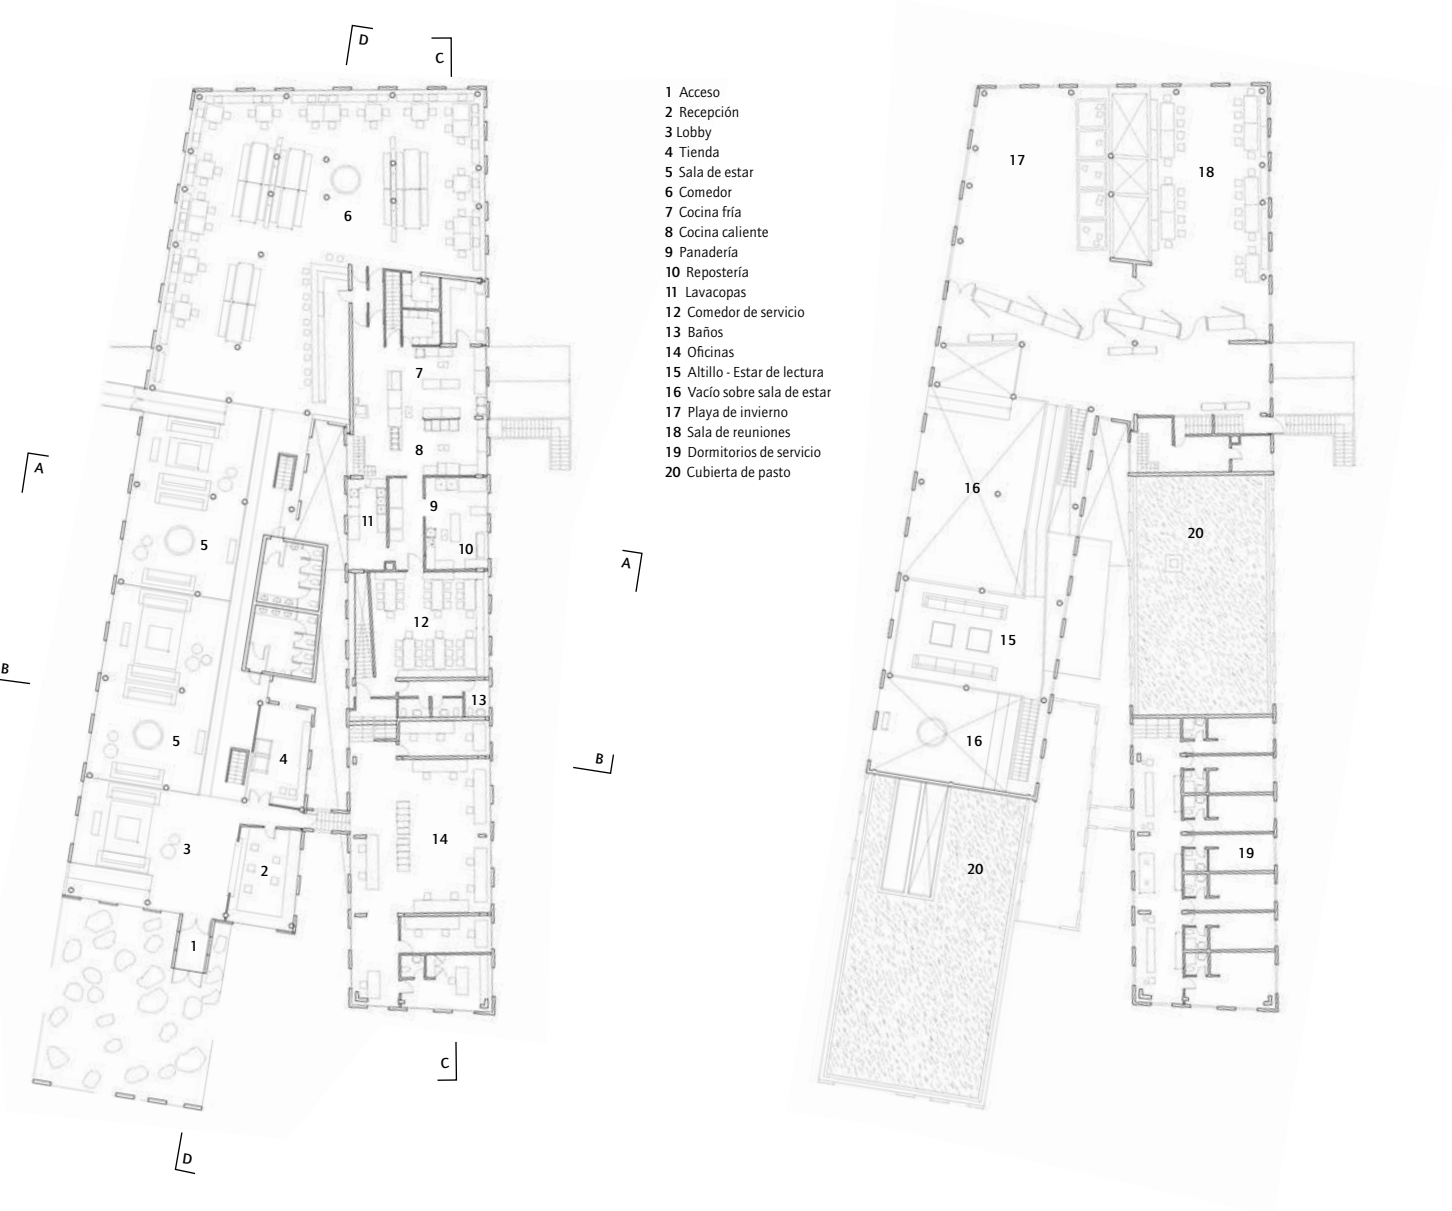 D
C
1 Acceso
2 Recepción
3 Lobby
4 Tienda
5 Sala de estar
6 Comedor
7 Cocina fría
8 Cocina caliente
9 Panadería
10 Repostería
11 Lavacopas
12 Comedor de servicio
13 Baños
14 Oficinas
15 Altillo - Estar de lectura
16 Vacío sobre sala de estar
17 Playa de invierno
18 Sala de reuniones
19 Dormitorios de servicio
20 Cubierta de pasto
6
7
8
A
9
11
10
5
A
12
B
13
5
4
B
14
3
2
1
C
D
17
18
16
20
15
16
19
20